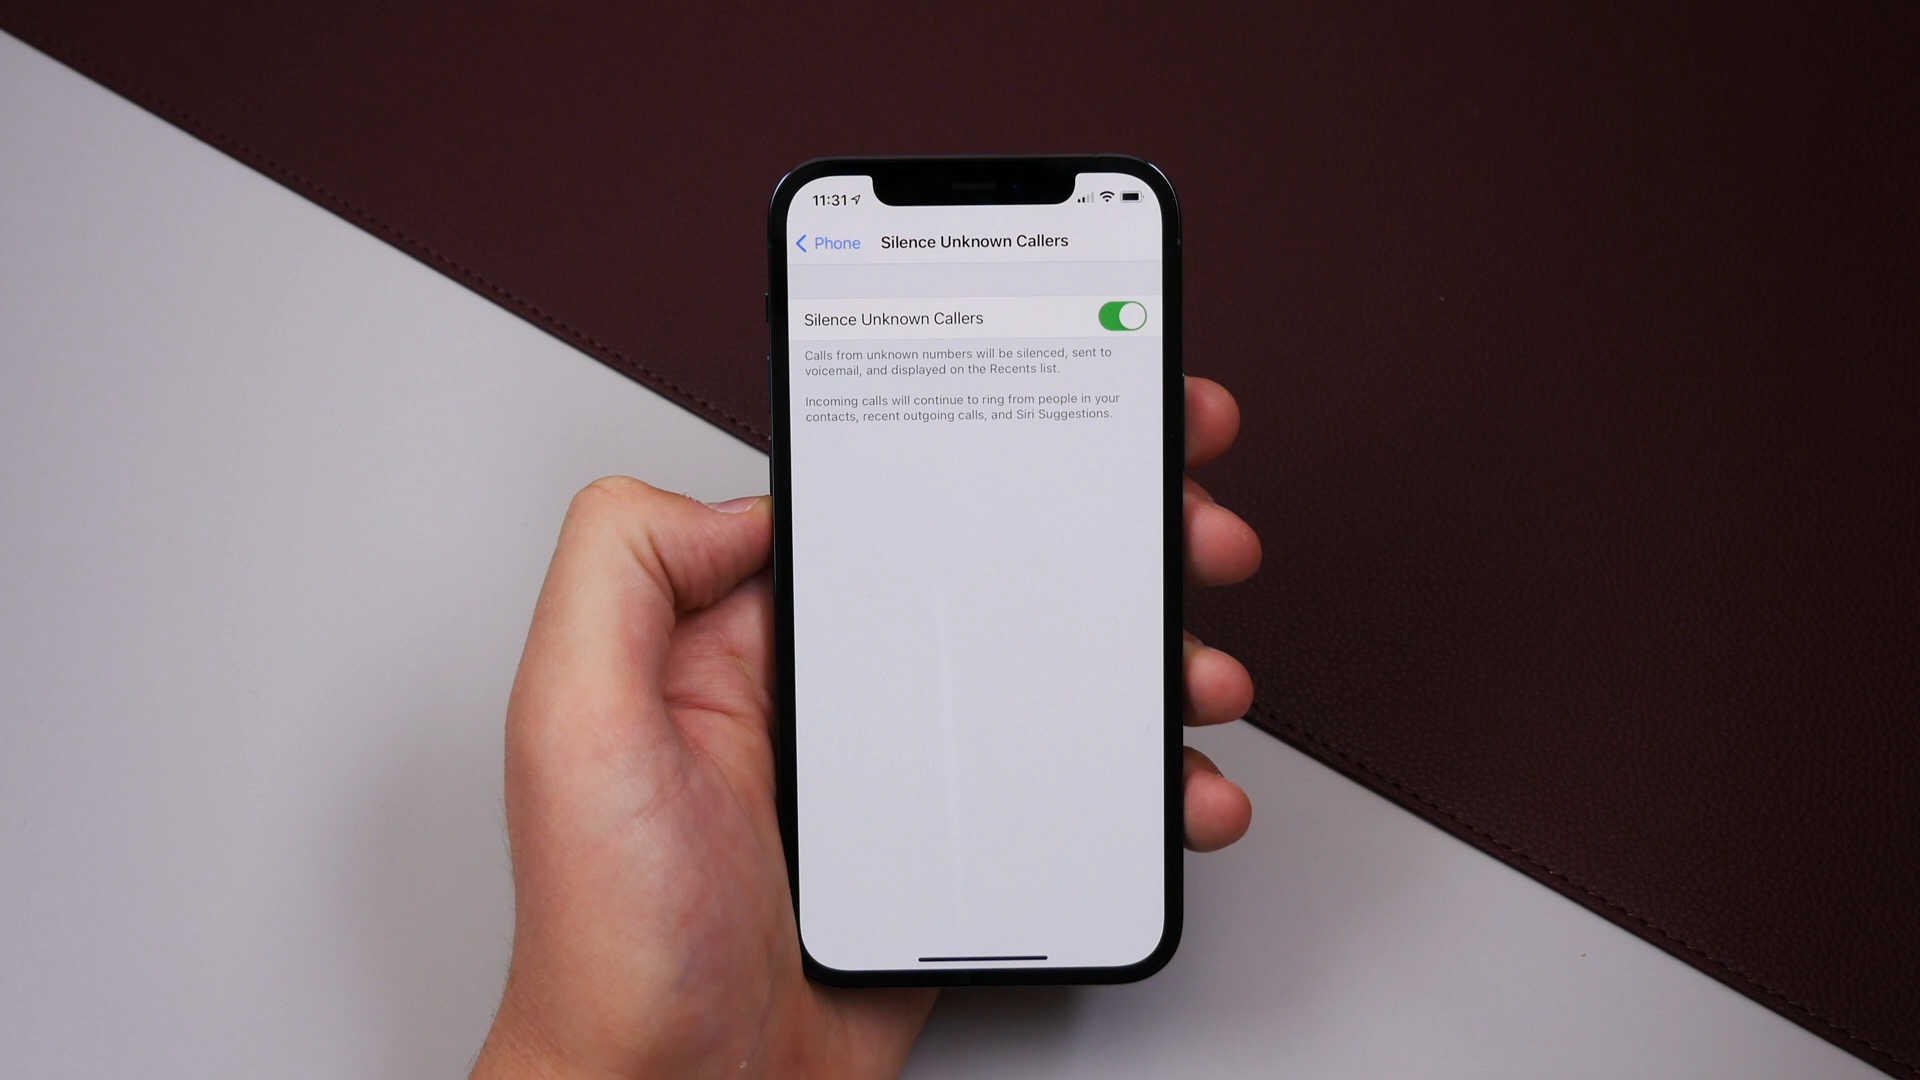 11:31
Phone
Silence Unknown Callers
Silence Unknown Callers
Calls from unknown numbers will be silenced, sent to
voicemail, and displayed on the Recents list.
Incoming calls will continue to ring from people in your
contacts, recent outgoing calls, and Siri Suggestions.